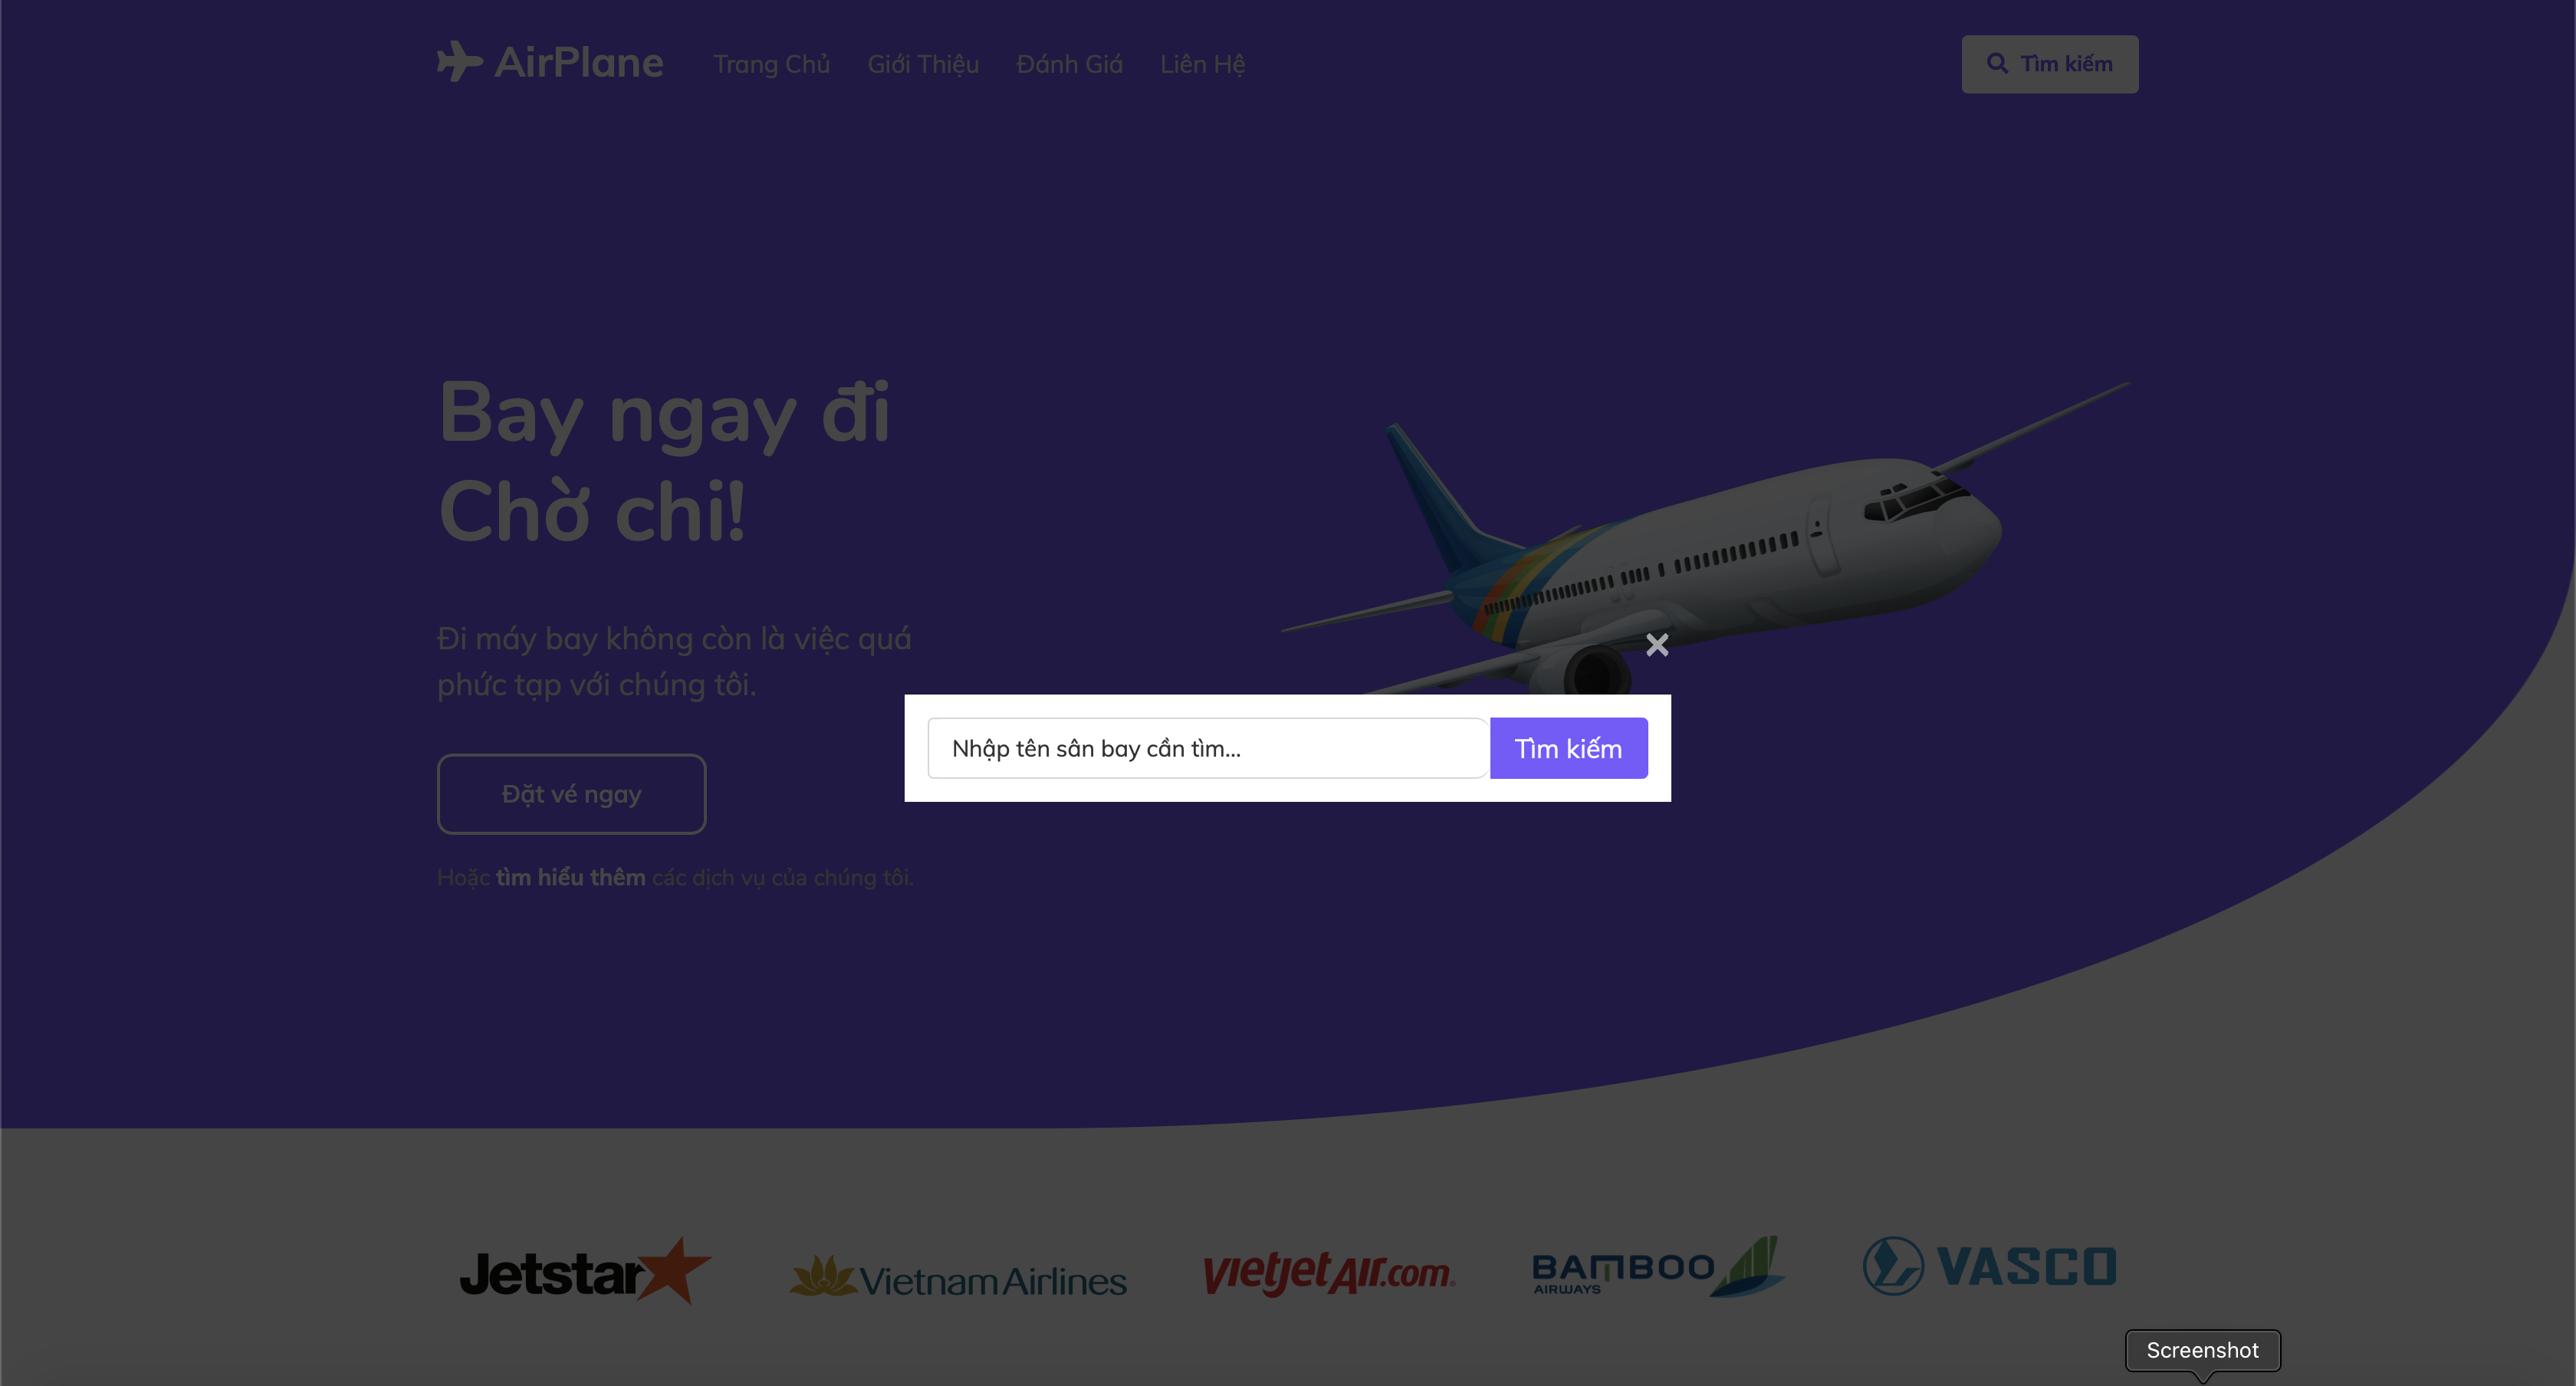 AirPlane
Trang Chủ
Giới Thiệu
Đánh Giá
Liên Hệ
Tìm kiếm
Bay ngay đi
Chờ chi!
Đi máy bay không còn là việc quá
phức tạp với chúng tôi.
Nhập tên sân bay cần tìm...
Tìm kiếm
Đặt vé ngay
Hoặc tìm hiểu thêm các dịch vụ của chúng tôi.
Jetstar
Vietnam Airlines
vietjetAir.com
BAMBOO
AIRWAYS
VASCO
Screenshot